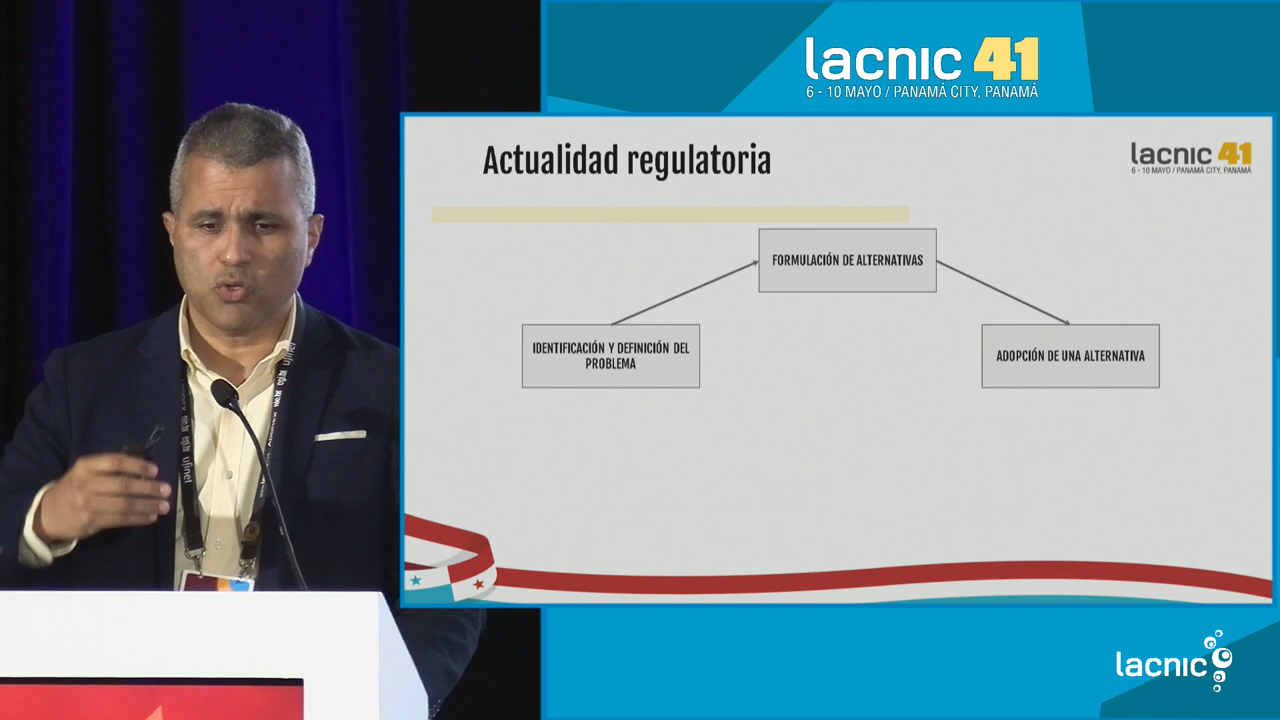 lacnic 41
6 - 10 MAYO / PANAMÁ CITY, PANAMÁ
Actualidad regulatoria
lacnic 41
6 - 10 MAYO / PANAMÁ CITY, PANAMÁ
FORMULACIÓN DE ALTERNATIVAS
IDENTIFICACIÓN Y DEFINICIÓN DEL
PROBLEMA
ADOPCIÓN DE UNA ALTERNATIVA
ufinet
lacnic